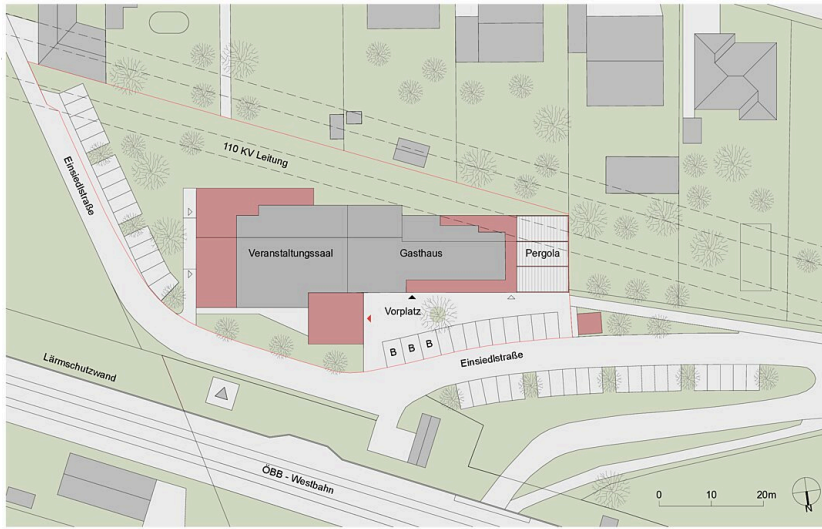 110 KV Leitung
Einsiedlstraße
Veranstaltungssaal
Gasthaus
Pergola
Vorplatz
B B B
Einsiedlstraße
Lärmschutzwand
ÖBB - Westbahn
0 10 20m
N